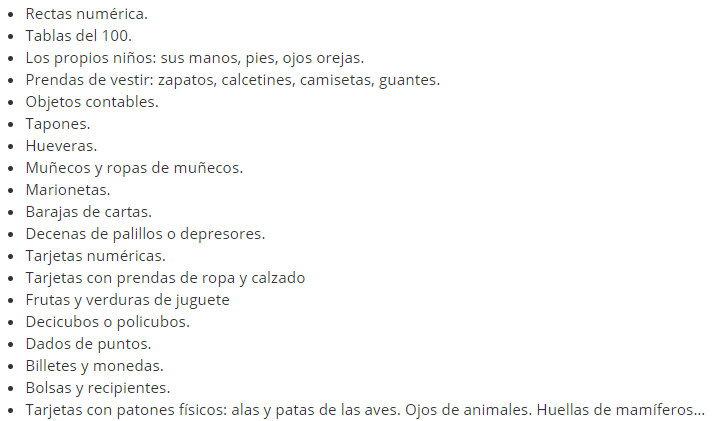 • Rectas numérica.
• Tablas del 100.
• Los propios niños: sus manos, pies, ojos orejas.
• Prendas de vestir: zapatos, calcetines, camisetas, guantes.
• Objetos contables.
• Tapones.
• Hueveras.
• Muñecos y ropas de muñecos.
• Marionetas.
• Barajas de cartas.
• Decenas de palillos o depresores.
• Tarjetas numéricas.
• Tarjetas con prendas de ropa y calzado
• Frutas y verduras de juguete
• Decicubos o policubos.
• Dados de puntos.
• Billetes y monedas.
• Bolsas y recipientes.
• Tarjetas con patones físicos: alas y patas de las aves. Ojos de animales. Huellas de mamíferos...